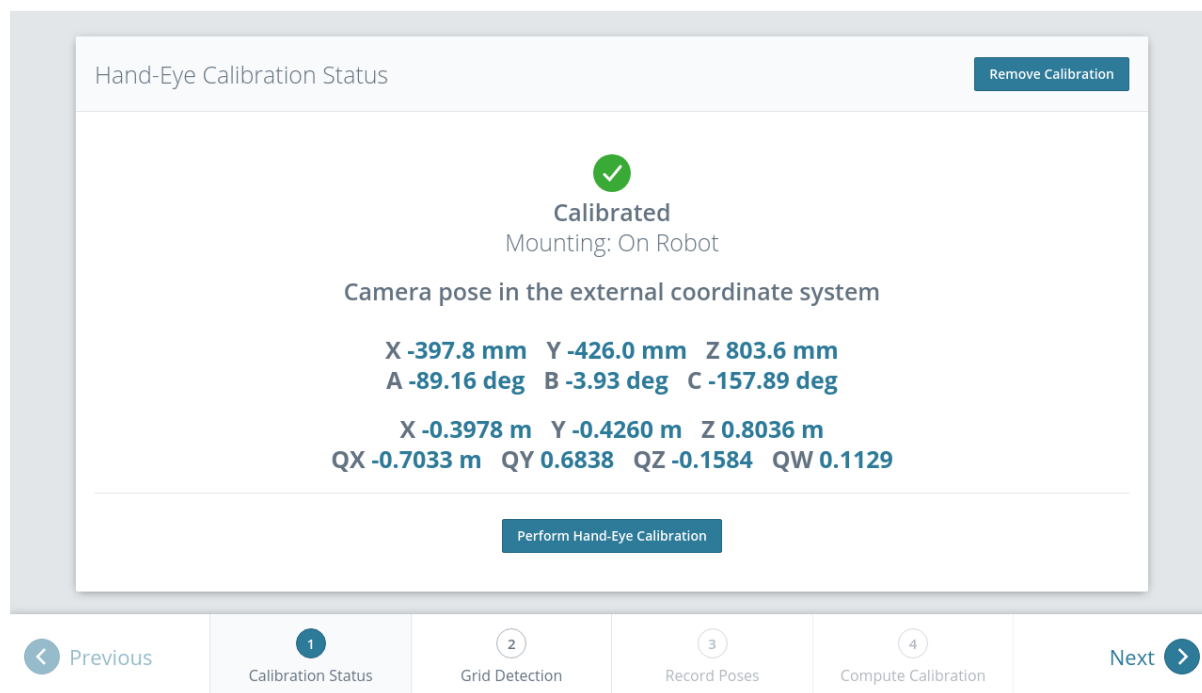 Hand-Eye Calibration Status
Remove Calibration
Calibrated
Mounting: On Robot
Camera pose in the external coordinate system
X -397.8 mm Y -426.0 mm Z 803.6 mm
A -89.16 deg B -3.93 deg C -157.89 deg
X -0.3978 m Y -0.4260 m Z 0.8036 m
QX -0.7033 m QY 0.6838 QZ -0.1584 QW 0.1129
Perform Hand-Eye Calibration
Previous
1
Calibration Status
2
Grid Detection
3
Record Poses
4
Compute Calibration
Next